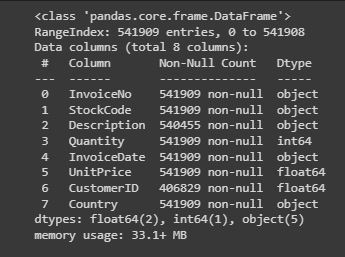 <class 'pandas.core.frame.DataFrame'>
RangeIndex: 541909 entries, 0 to 541908
Data columns (total 8 columns):
 #   Column       Non-Null Count   Dtype
---  ------       --------------   -----
 0   InvoiceNo    541909 non-null  object
 1   StockCode    541909 non-null  object
 2   Description  540455 non-null  object
 3   Quantity     541909 non-null  int64
 4   InvoiceDate  541909 non-null  object
 5   UnitPrice    541909 non-null  float64
 6   CustomerID   406829 non-null  float64
 7   Country      541909 non-null  object
dtypes: float64(2), int64(1), object(5)
memory usage: 33.1+ MB